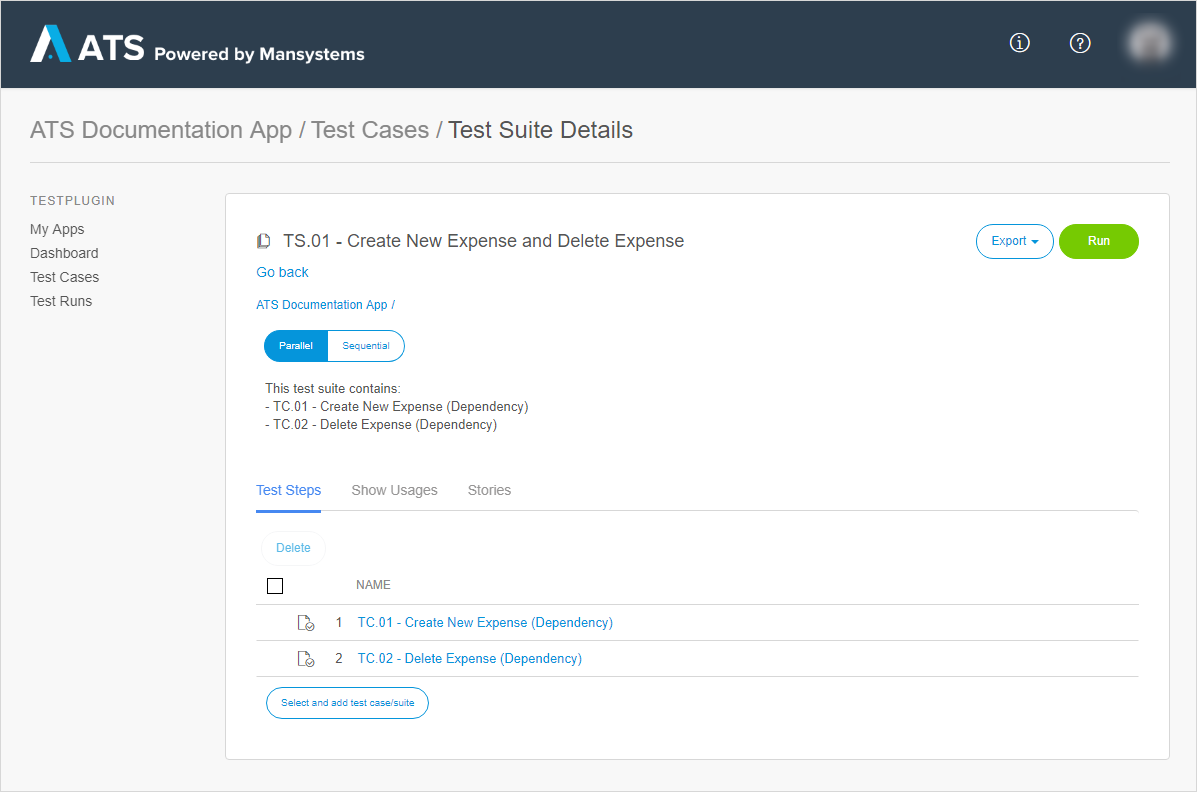 ATS Powered by Mansystems
ATS Documentation App / Test Cases / Test Suite Details
TESTPLUGIN
My Apps
Dashboard
Test Cases
Test Runs
TS.01 - Create New Expense and Delete Expense
Export
Run
Go back
ATS Documentation App /
Parallel
Sequential
This test suite contains:
- TC.01 - Create New Expense (Dependency)
- TC.02 - Delete Expense (Dependency)
Test Steps
Show Usages
Stories
Delete
NAME
1 TC.01 - Create New Expense (Dependency)
2 TC.02 - Delete Expense (Dependency)
Select and add test case/suite